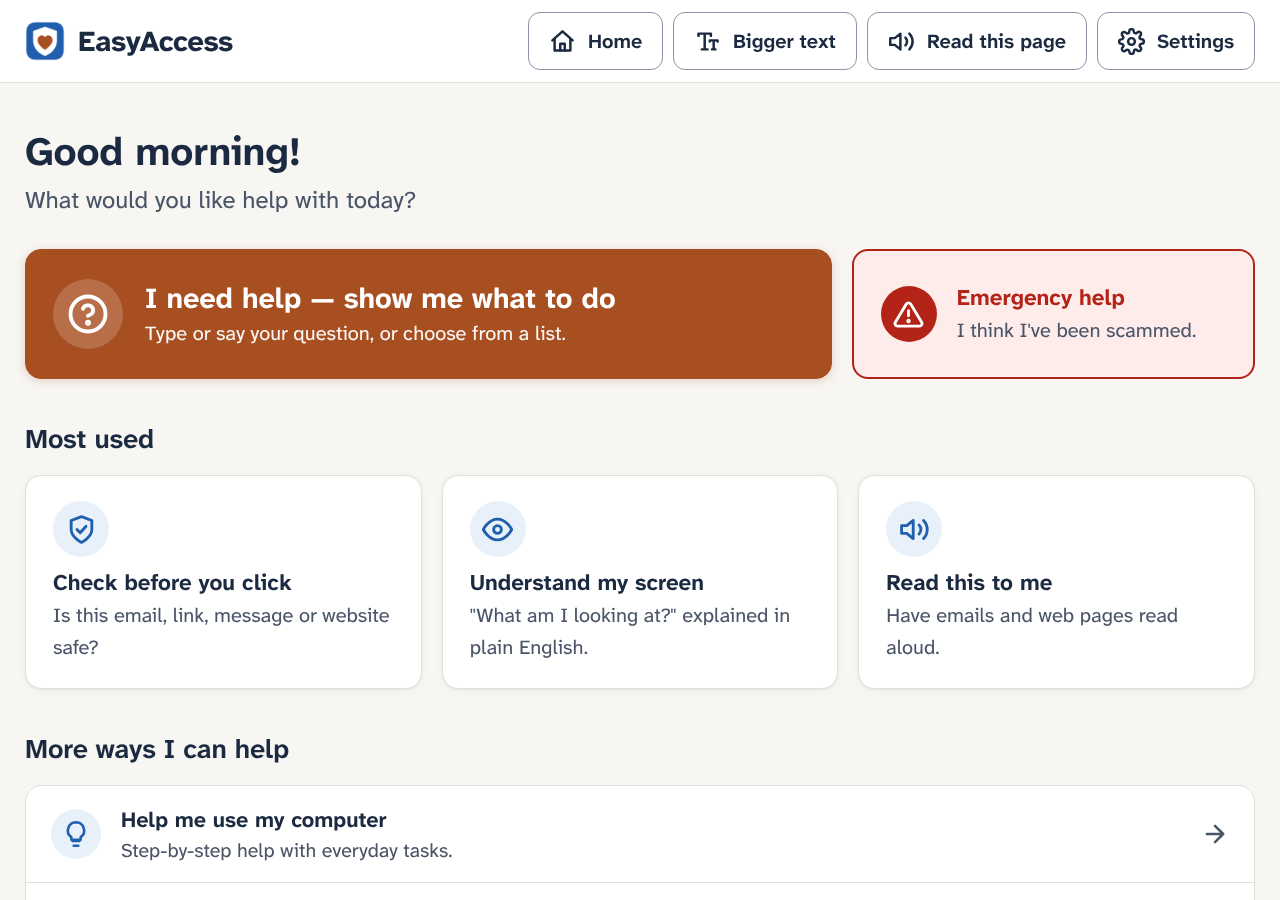 EasyAccess
Home
Bigger text
Read this page
Settings
Good morning!
What would you like help with today?
I need help — show me what to do
Type or say your question, or choose from a list.
Emergency help
I think I've been scammed.
Most used
Check before you click
Is this email, link, message or website
safe?
Understand my screen
"What am I looking at?" explained in
plain English.
Read this to me
Have emails and web pages read
aloud.
More ways I can help
Help me use my computer
Step-by-step help with everyday tasks.